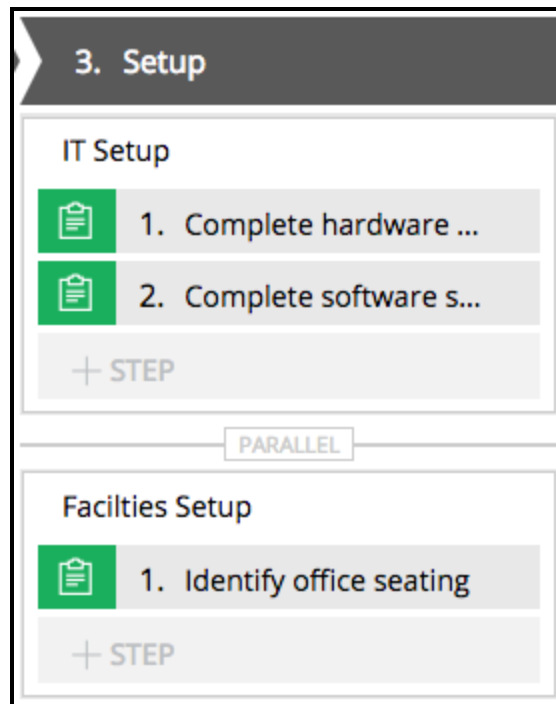 3. Setup
IT Setup
1. Complete hardware ...
2. Complete software s...
+ STEP
PARALLEL
Facilties Setup
1. Identify office seating
+ STEP